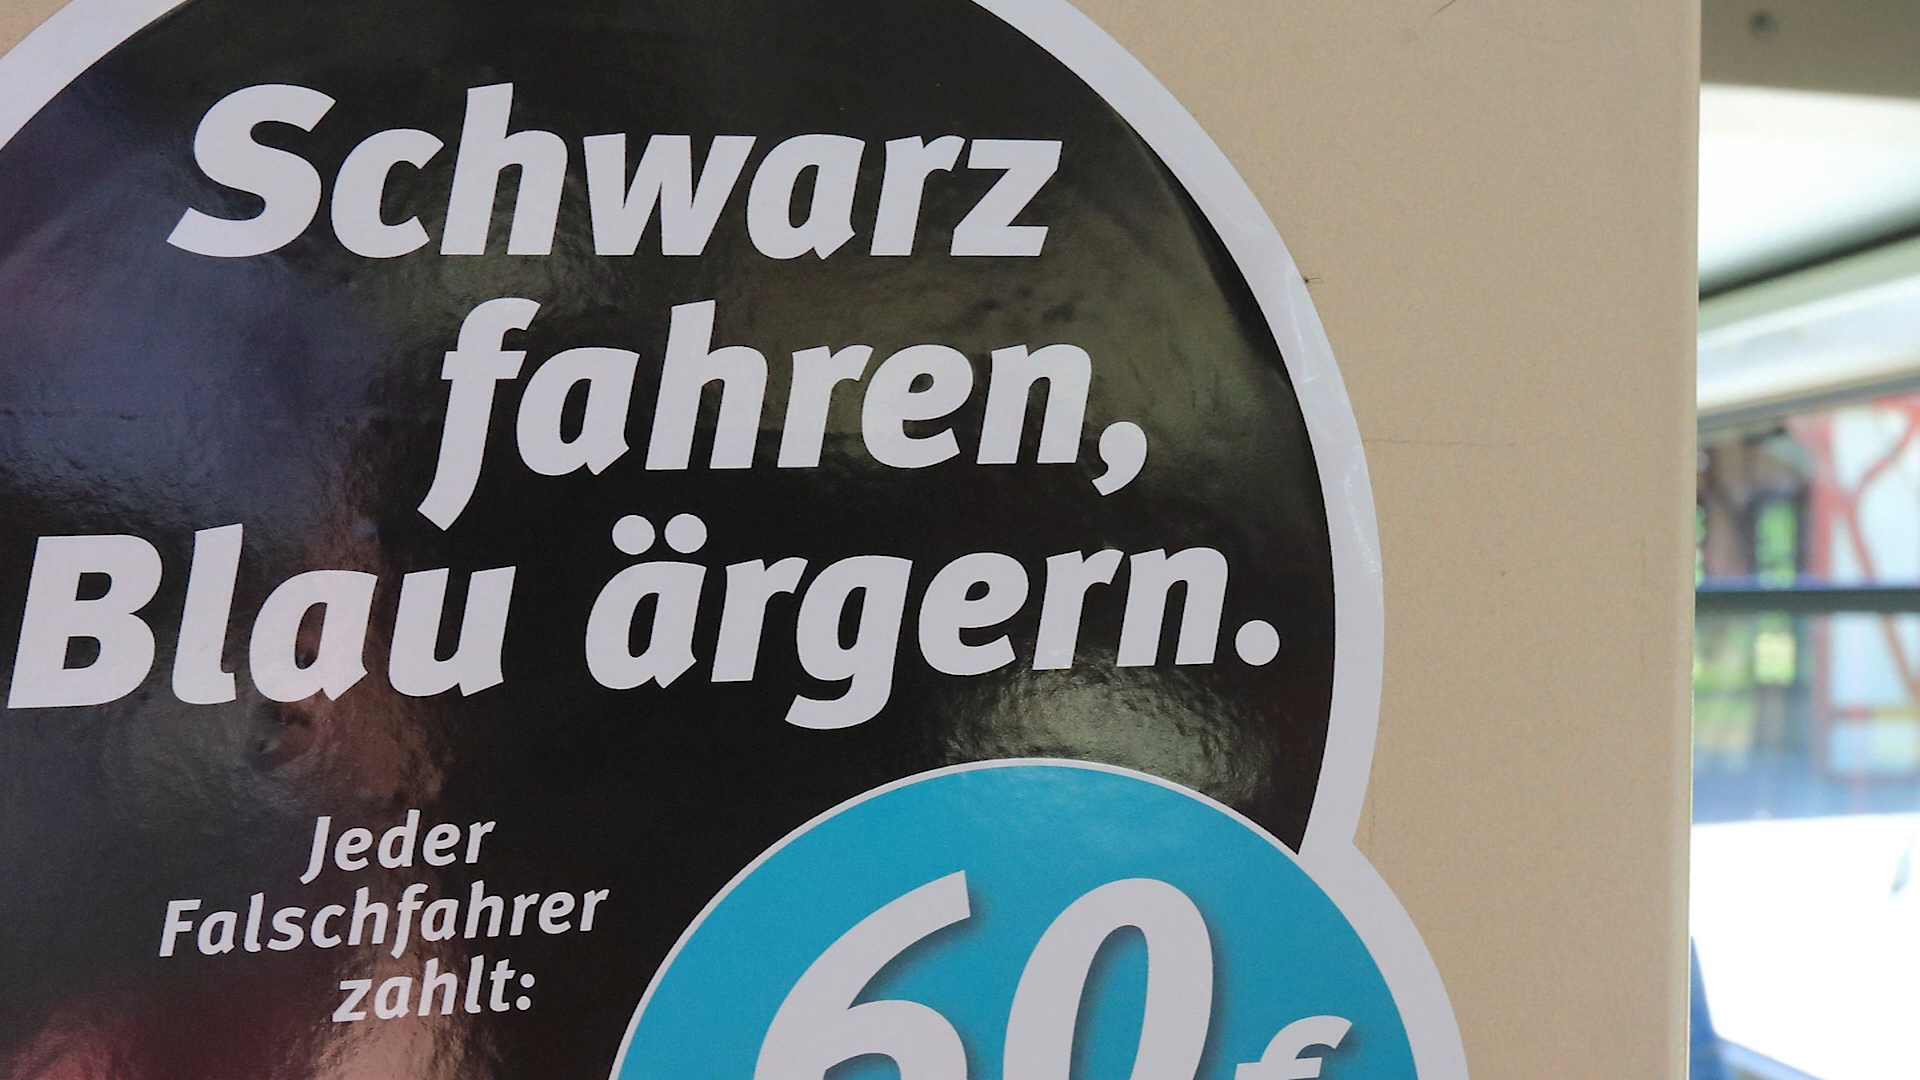 Schwarz
fahren,
Blau ärgern.
Jeder
Falschfahrer
zahlt:
60 €